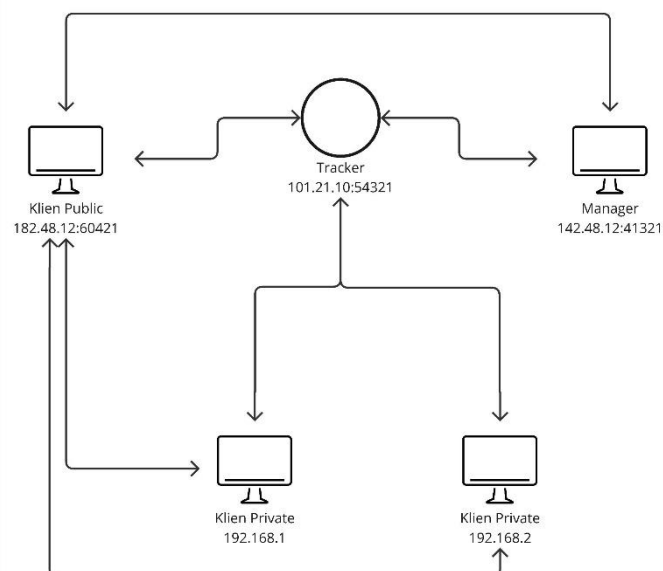 Tracker
101.21.10:54321
Klien Public
182.48.12:60421
Manager
142.48.12:41321
Klien Private
192.168.1
Klien Private
192.168.2